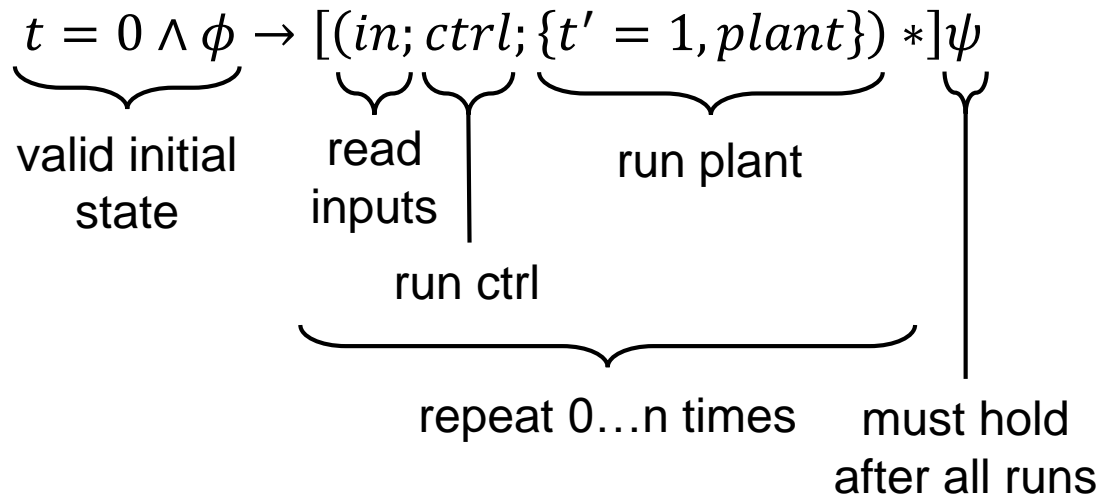 t = 0 ∧ ϕ → [(in; ctrl; {t′ = 1, plant}) ∗]ψ
valid initial
state
read
inputs
run plant
run ctrl
repeat 0…n times
must hold
after all runs